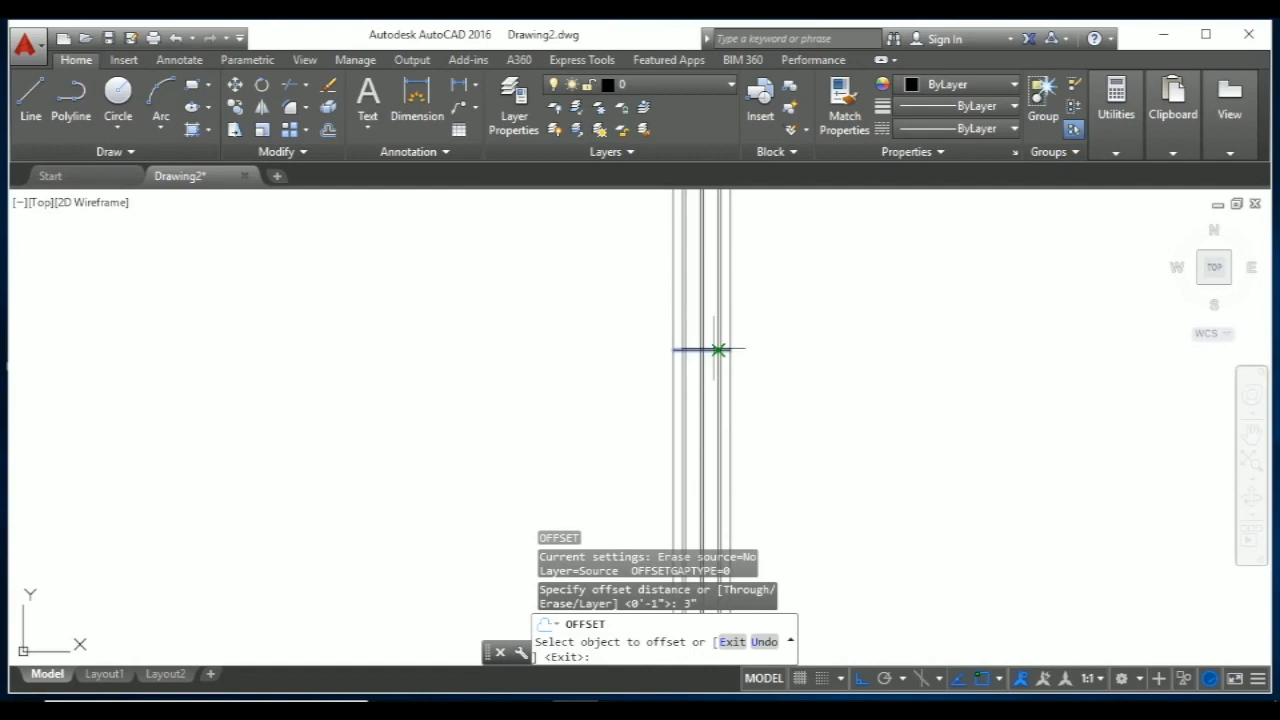 Autodesk AutoCAD 2016 Drawing2.dwg
Type a keyword or phrase
Sign In
Home Insert Annotate Parametric View Manage Output Add-ins A360 Express Tools Featured Apps BIM 360 Performance
0
ByLayer
ByLayer
ByLayer
Line Polyline Circle Arc
Text Dimension
Layer
Properties
Insert
Match
Properties
Group
Utilities Clipboard View
Draw Modify Annotation Layers Block Properties Groups
Start Drawing2*
[−][Top][2D Wireframe]
N
W TOP E
S
WCS
OFFSET
Current settings: Erase source=No
Layer=Source OFFSETGAPTYPE=0
Specify offset distance or [Through/
Erase/Layer] <0'-1">: 3"
OFFSET
Select object to offset or [Exit Undo
] <Exit>:
Y
X
Model Layout1 Layout2
MODEL
1:1